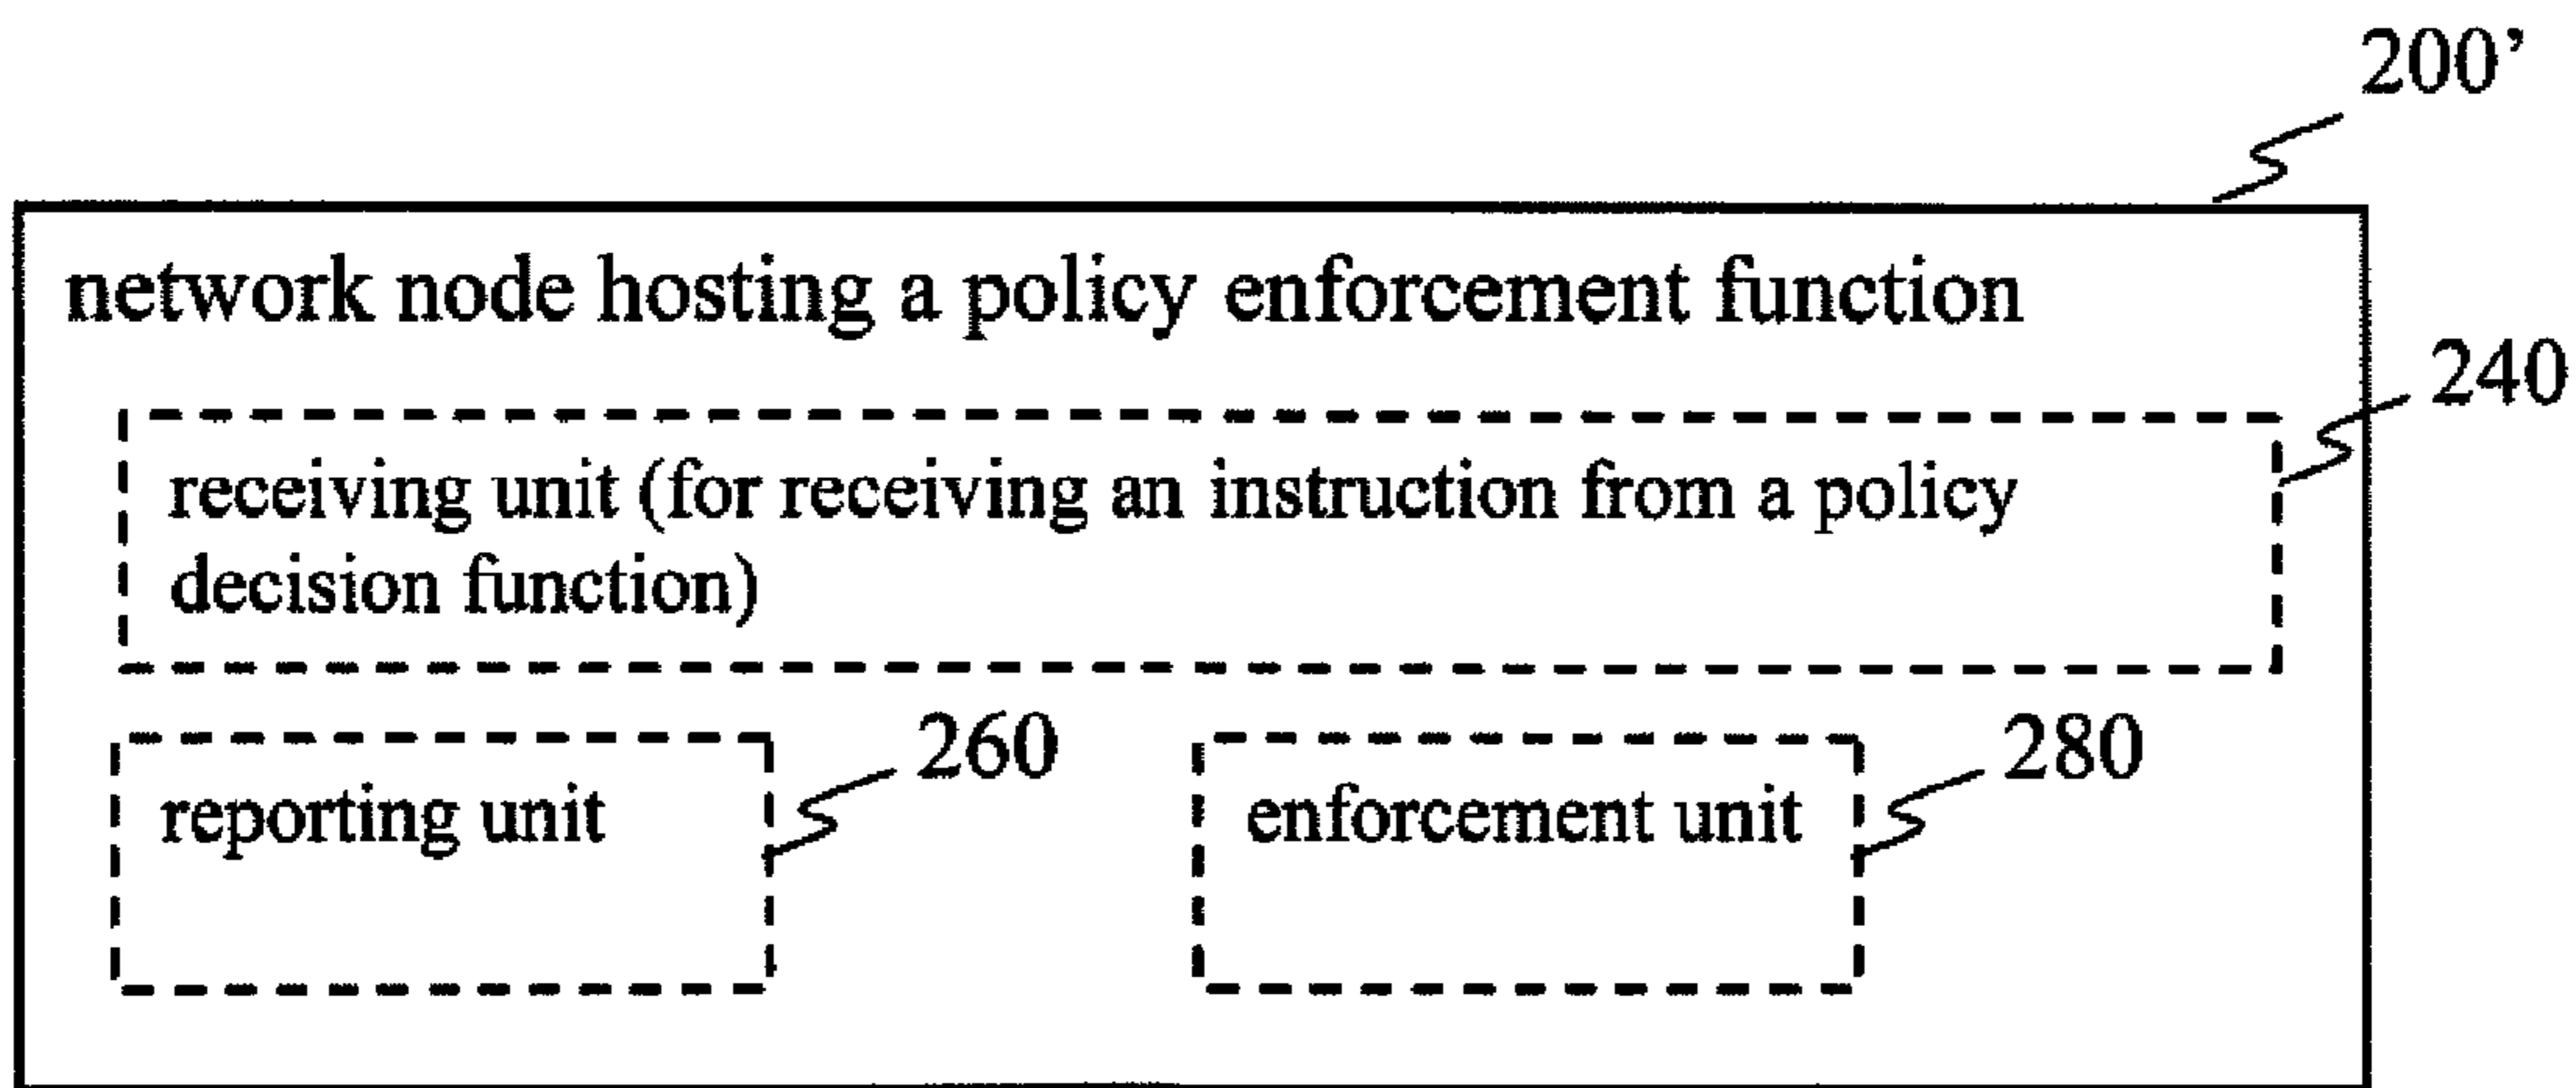 200’
network node hosting a policy enforcement function
240
receiving unit (for receiving an instruction from a policy
decision function)
260
reporting unit
280
enforcement unit